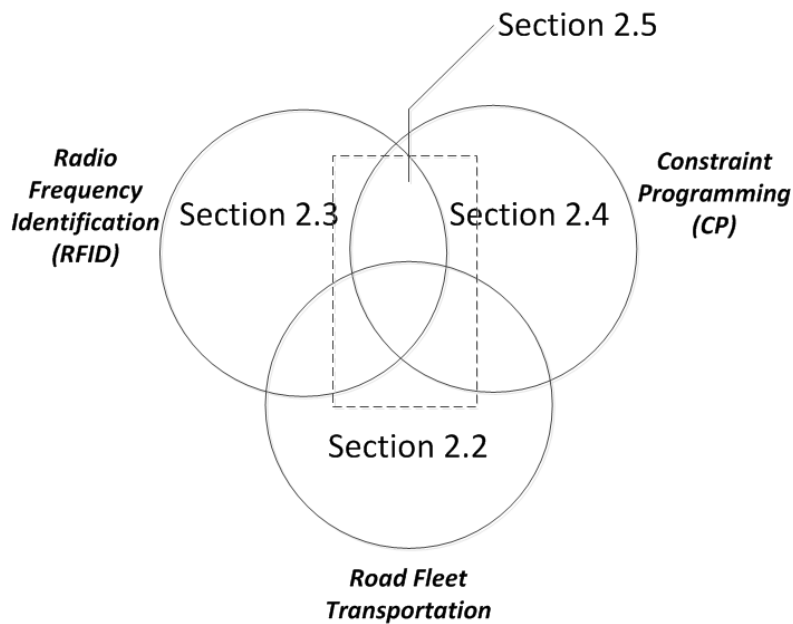 Section 2.5
Radio
Frequency
Identification
(RFID)
Section 2.3
Section 2.4
Constraint
Programming
(CP)
Section 2.2
Road Fleet
Transportation